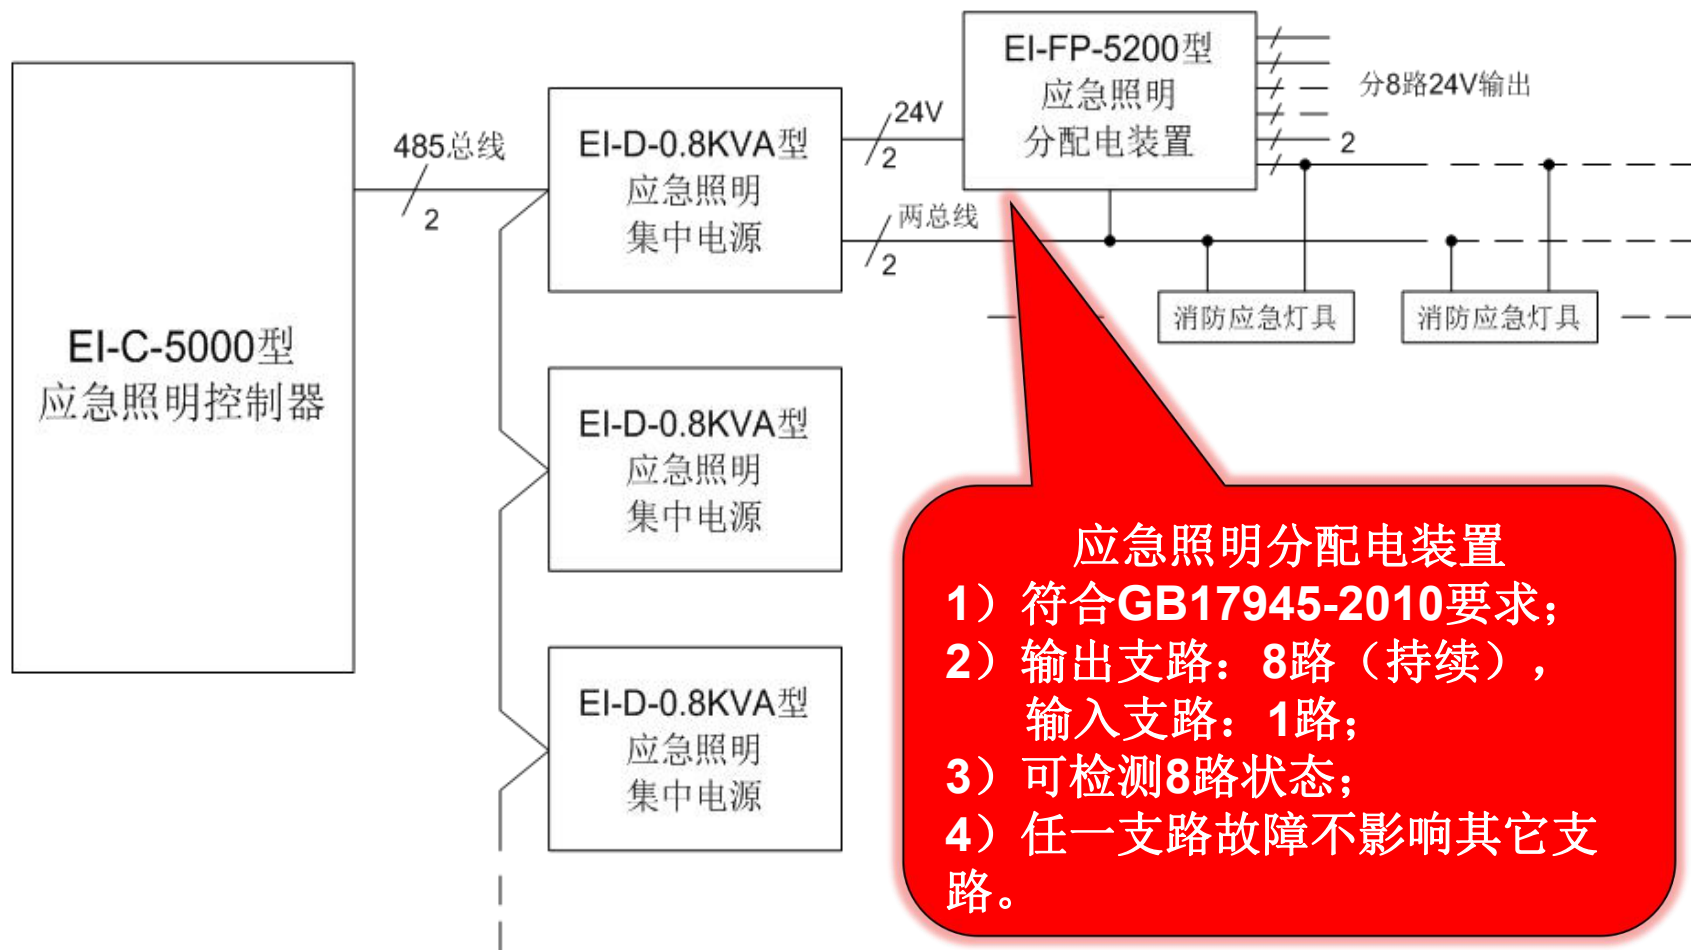 EI-C-5000型
应急照明控制器
485总线
2
EI-D-0.8KVA型
应急照明
集中电源
EI-D-0.8KVA型
应急照明
集中电源
EI-D-0.8KVA型
应急照明
集中电源
24V
2
两总线
2
EI-FP-5200型
应急照明
分配电装置
分8路24V输出
2
消防应急灯具
消防应急灯具
应急照明分配电装置
1）符合GB17945-2010要求；
2）输出支路：8路（持续），
输入支路：1路；
3）可检测8路状态；
4）任一支路故障不影响其它支
路。